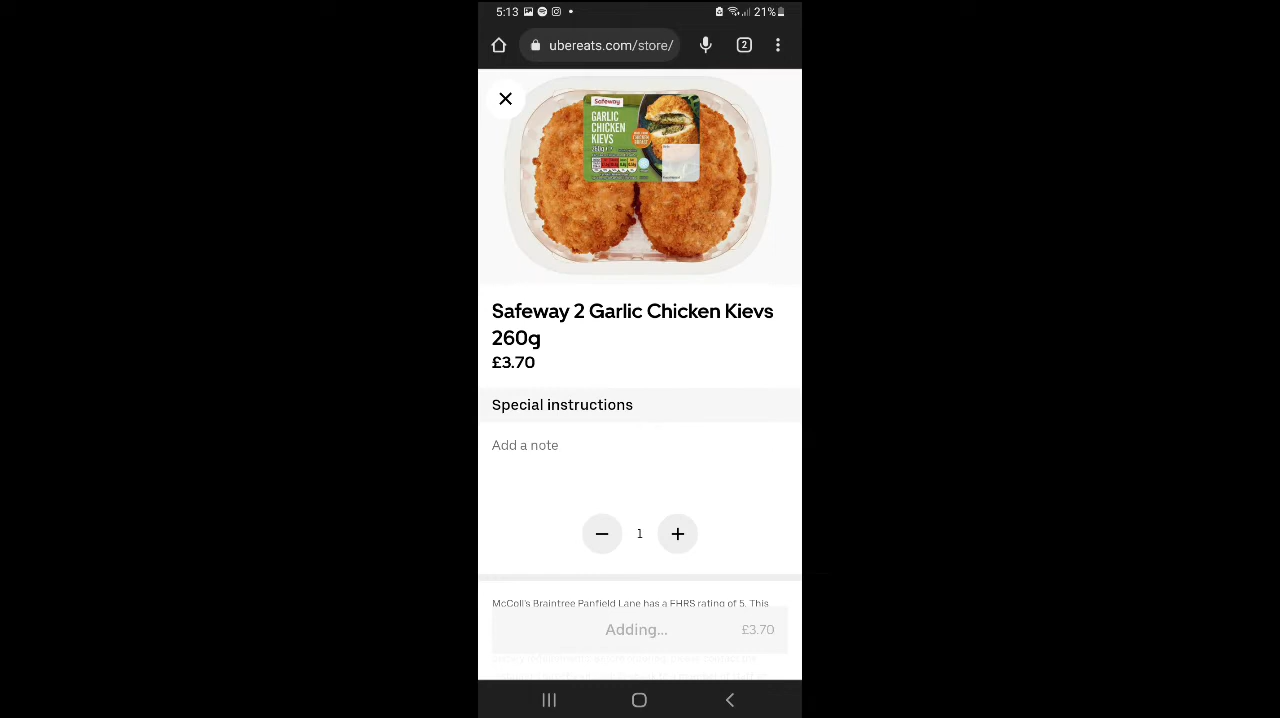 5:13
21%
ubereats.com/store/
2
Safeway
GARLIC
CHICKEN
KIEVS
260g
Safeway 2 Garlic Chicken Kievs
260g
£3.70
Special instructions
Add a note
1
McColl's Braintree Panfield Lane has a FHRS rating of 5. This
Adding...
£3.70